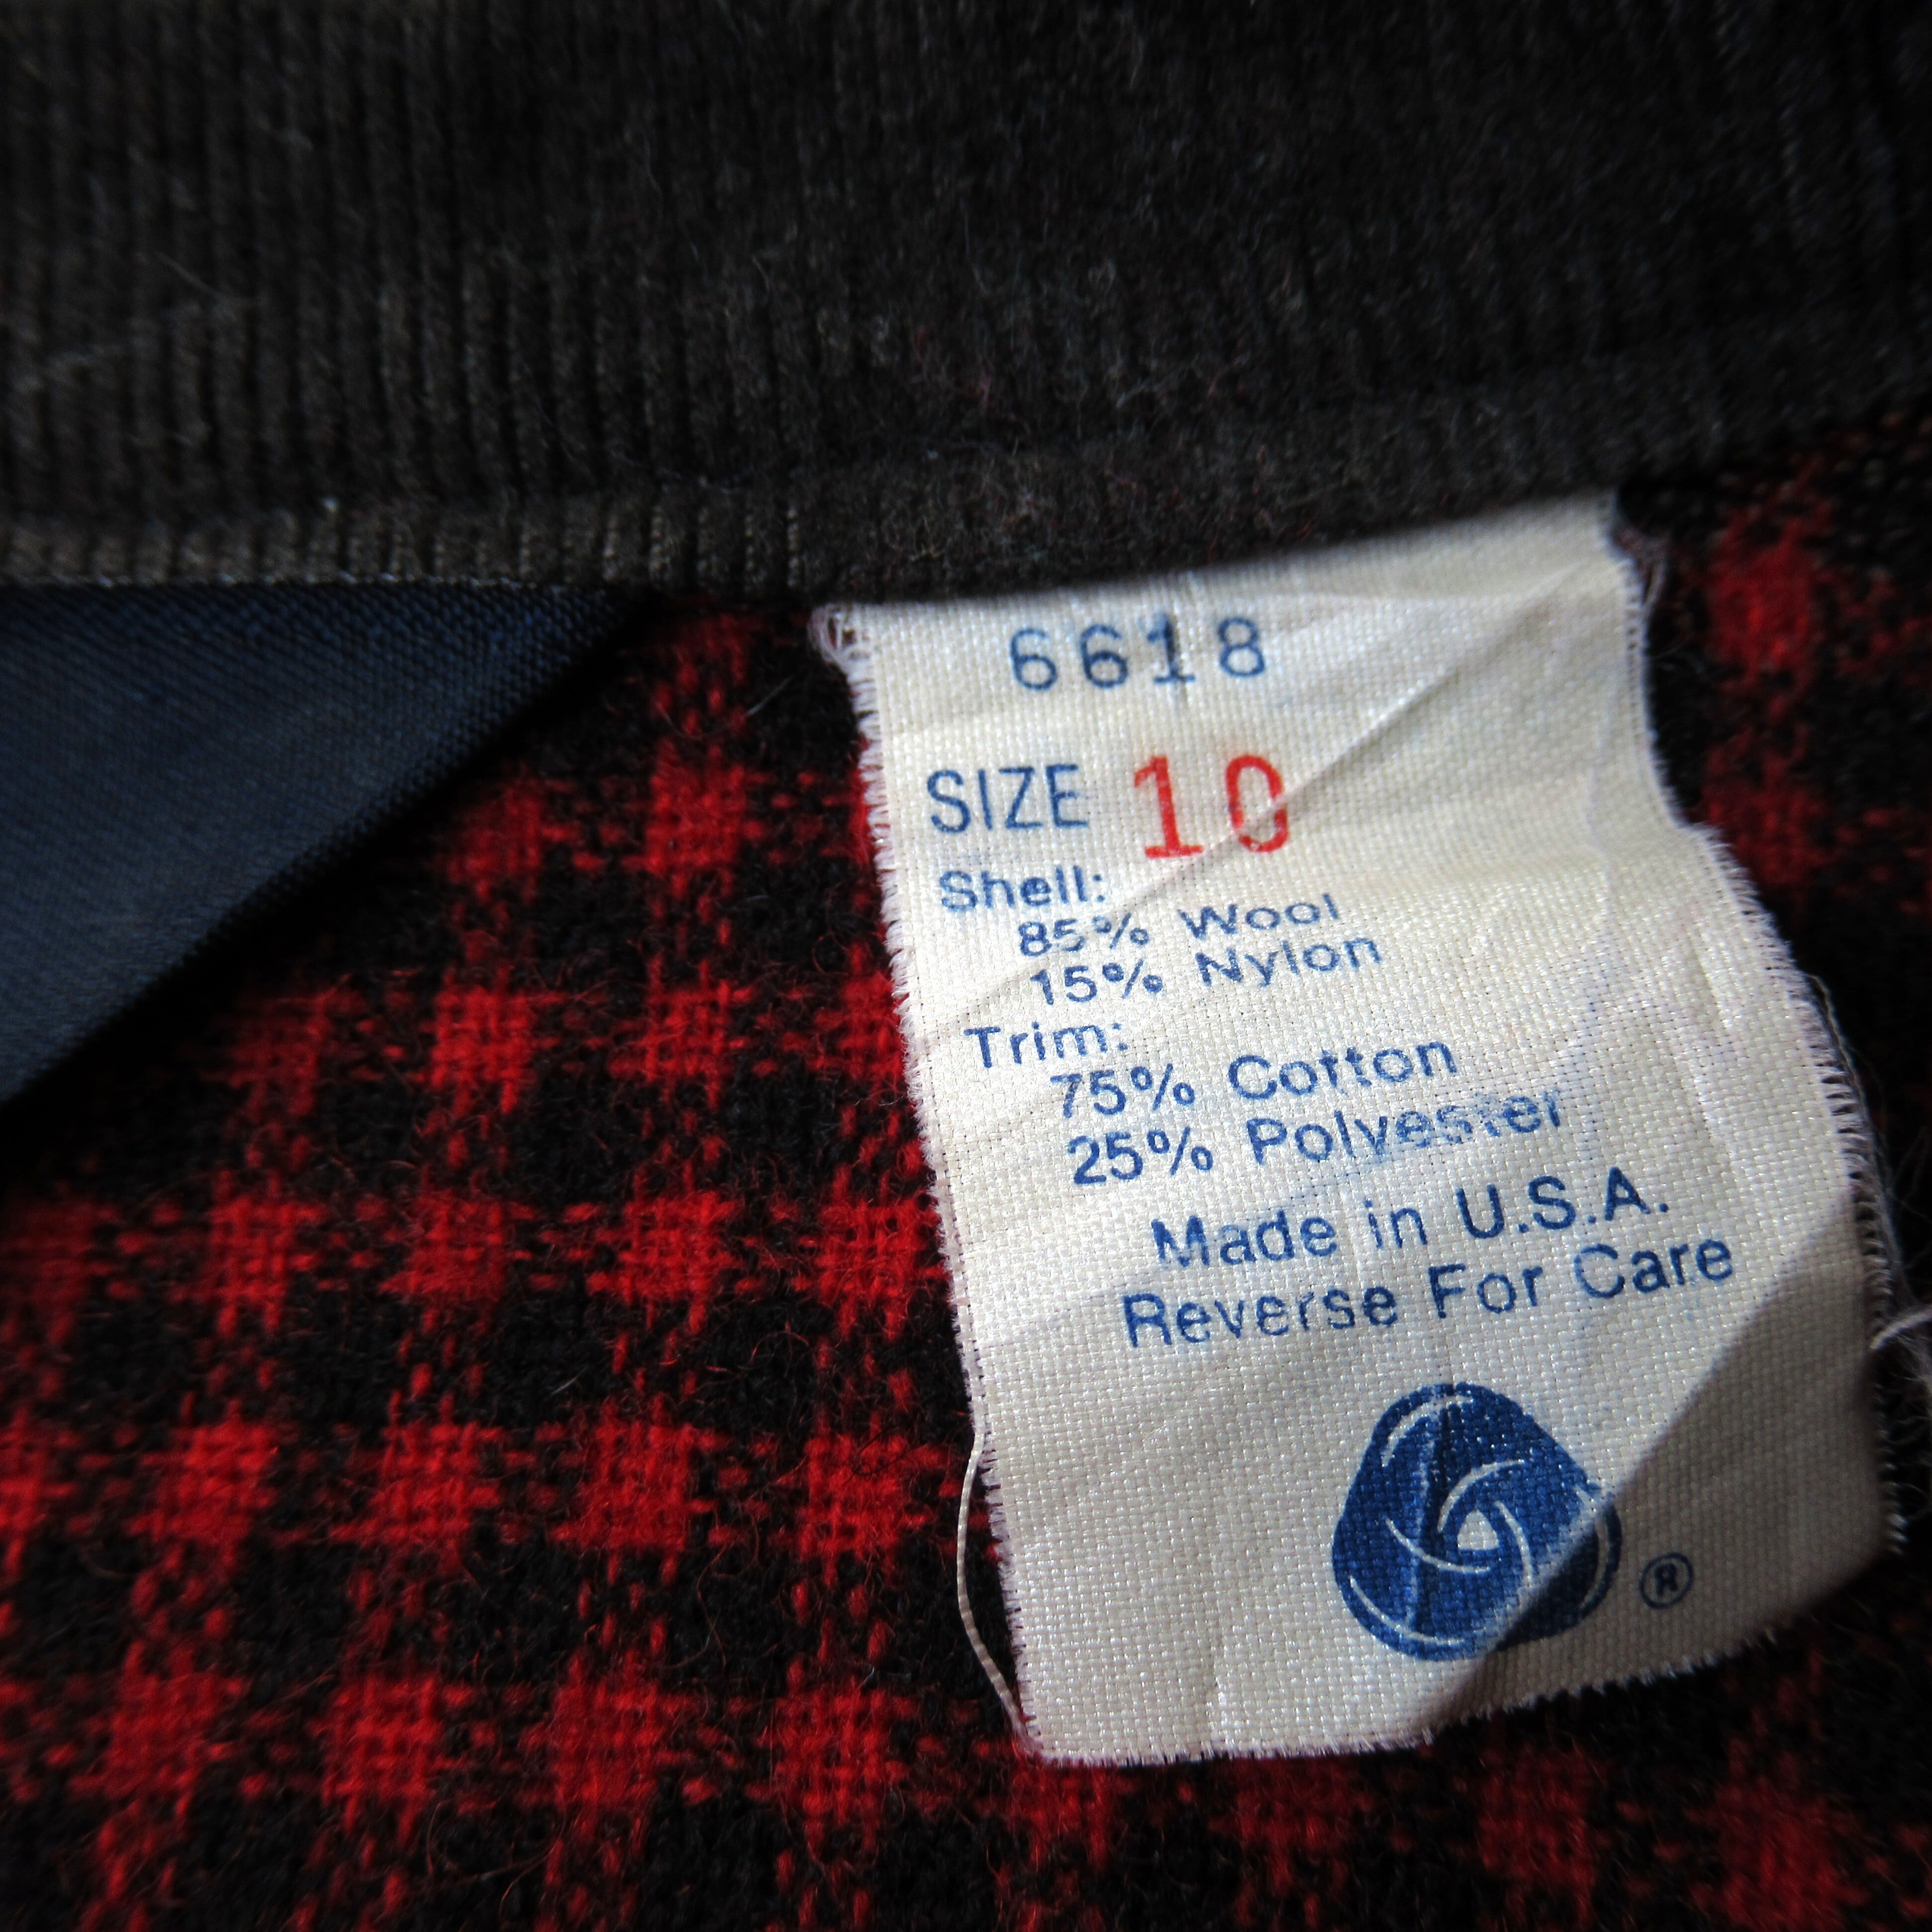 6618
SIZE 10
Shell:
85% Wool
15% Nylon
Trim:
75% Cotton
25% Polyester
Made in U.S.A.
Reverse For Care
®